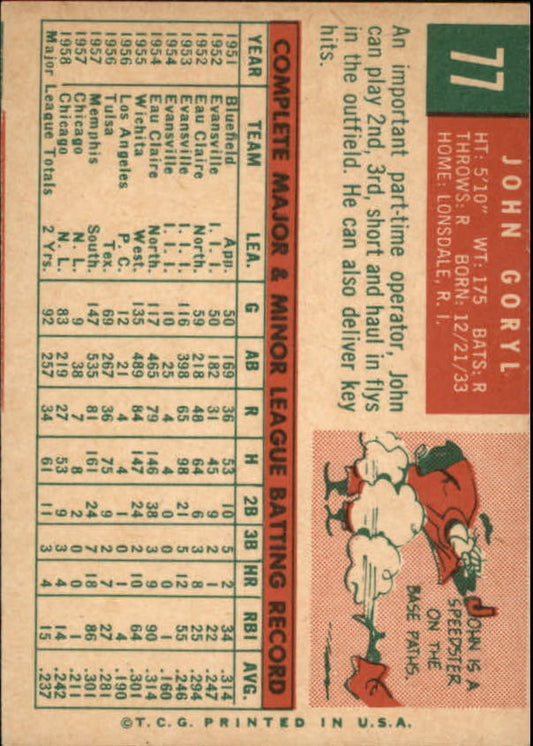 77
JOHN GORYL
HT: 5'10" WT: 175 BATS: R
THROWS: R BORN: 12/21/33
HOME: LONSDALE, R. I.
An important part-time operator, John
can play 2nd, 3rd, short and haul in flys
in the outfield. He can also deliver key
hits.
JOHN IS A
SPEEDSTER
ON THE
BASE PATHS.
COMPLETE MAJOR & MINOR LEAGUE BATTING RECORD
YEAR TEAM LEA. G AB R H 2B 3B HR RBI AVG.
1951 Bluefield App. 50 169 36 53 10 5 2 34 .314
1952 Evansville I. I. I. 50 182 31 45 9 2 1 22 .247
1952 Eau Claire North. 59 218 48 64 6 3 8 25 .294
1953 Evansville I. I. I. 116 398 65 98 21 5 12 55 .246
1954 Evansville I. I. I. 10 25 4 4 0 0 0 1 .160
1954 Eau Claire North. 117 465 79 146 38 3 9 90 .314
1955 Wichita West. 135 489 84 147 24 2 10 64 .301
1956 Los Angeles P. C. 12 21 4 4 1 0 1 4 .190
1956 Tulsa Tex. 69 267 36 75 9 2 7 27 .281
1957 Memphis South. 147 535 81 161 24 7 18 86 .301
1957 Chicago N. L. 9 38 7 8 2 0 0 1 .211
1958 Chicago N. L. 83 219 27 53 9 3 4 14 .242
Major League Totals 2 Yrs. 92 257 34 61 11 3 4 15 .237
©T.C.G. PRINTED IN U.S.A.